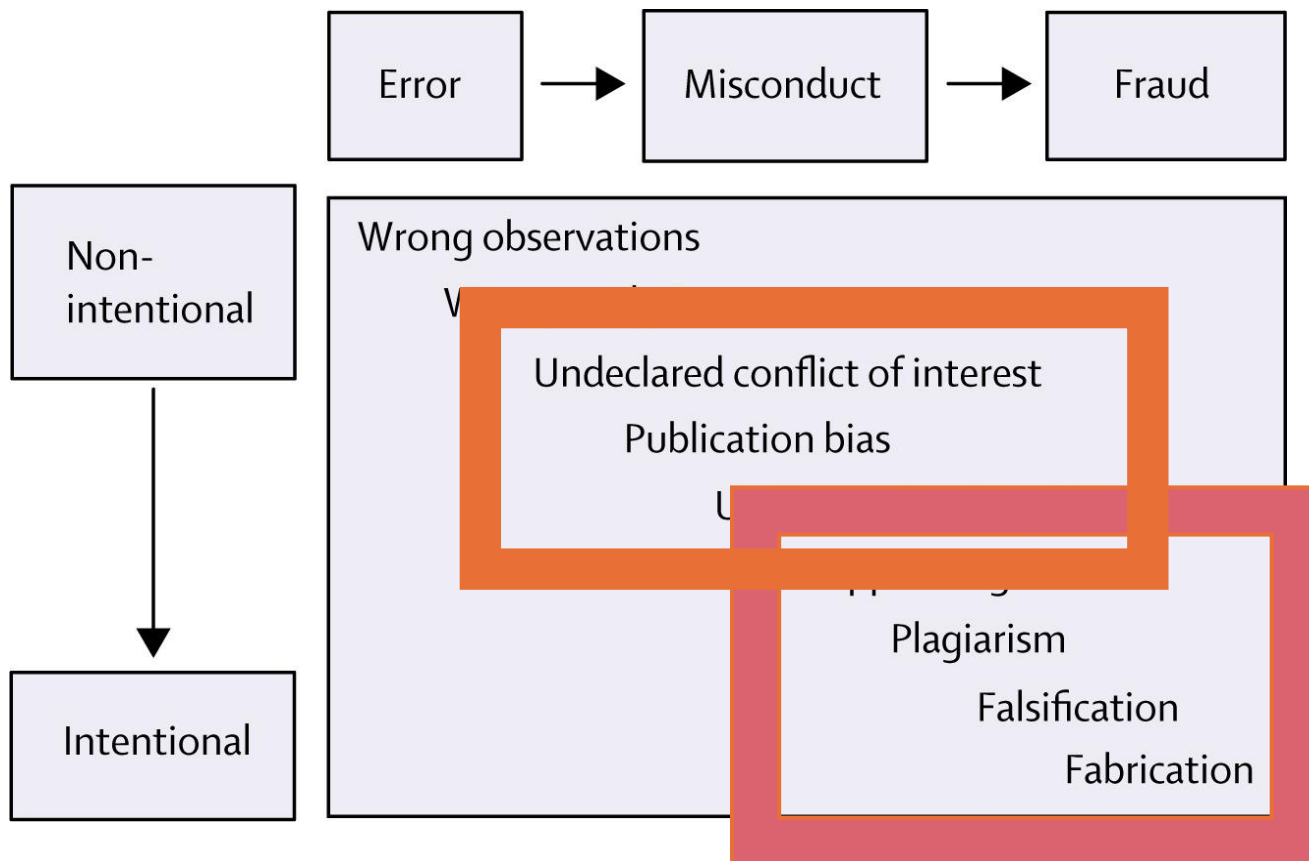 Error
Misconduct
Fraud
Non-
intentional
Wrong observations
Undeclared conflict of interest
Publication bias
Plagiarism
Falsification
Intentional
Fabrication